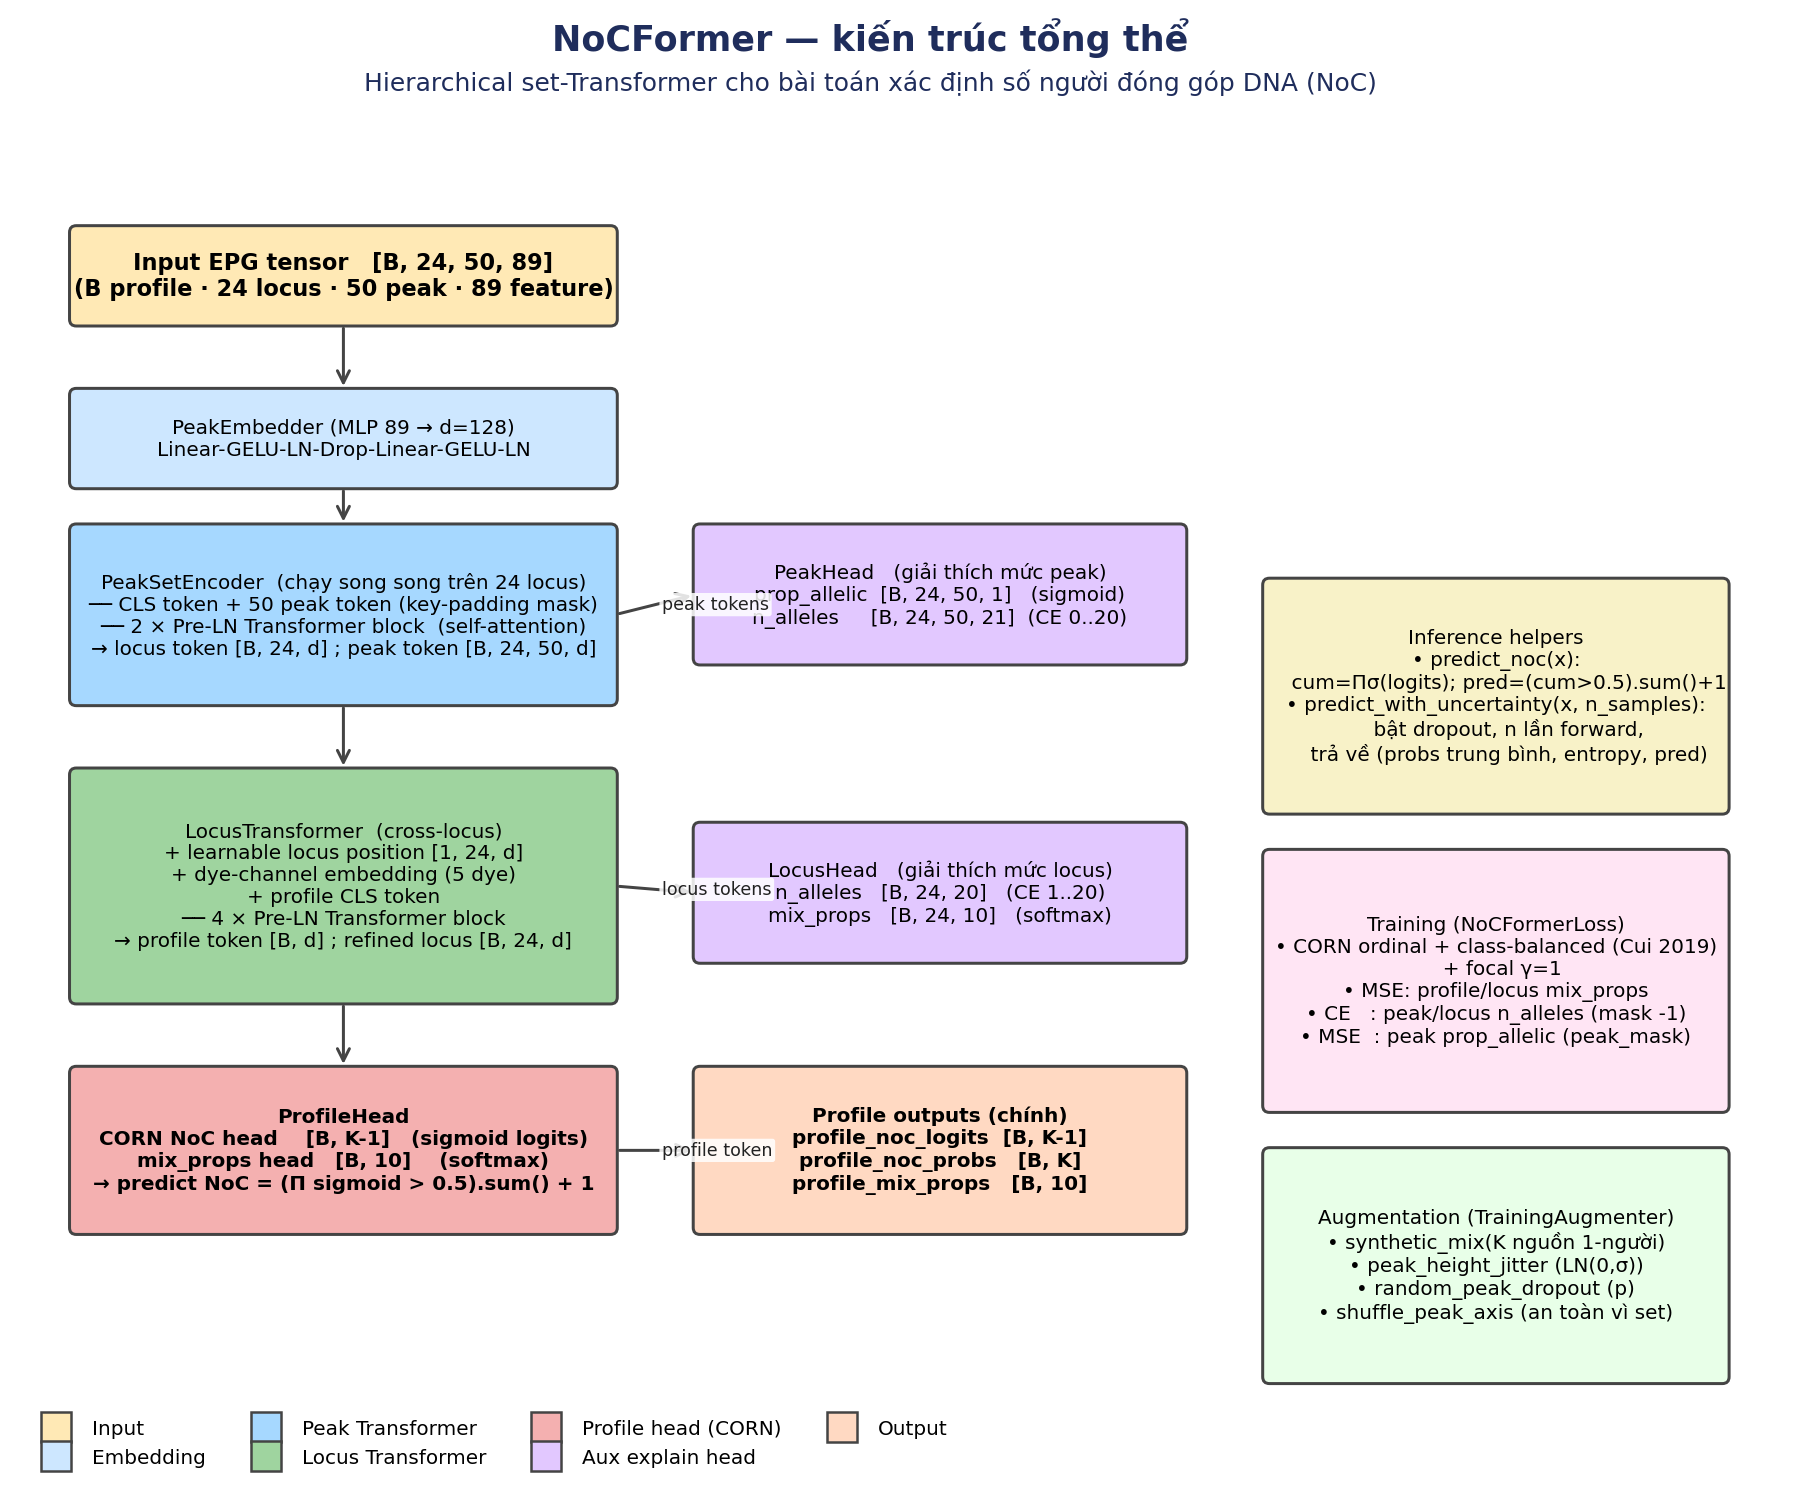 NoCFormer — kiến trúc tổng thể
Hierarchical set-Transformer cho bài toán xác định số người đóng góp DNA (NoC)
Input EPG tensor [B, 24, 50, 89]
(B profile · 24 locus · 50 peak · 89 feature)
PeakEmbedder (MLP 89 → d=128)
Linear-GELU-LN-Drop-Linear-GELU-LN
PeakSetEncoder (chạy song song trên 24 locus)
── CLS token + 50 peak token (key-padding mask)
── 2 × Pre-LN Transformer block (self-attention)
→ locus token [B, 24, d] ; peak token [B, 24, 50, d]
peak tokens
PeakHead (giải thích mức peak)
prop_allelic [B, 24, 50, 1] (sigmoid)
n_alleles [B, 24, 50, 21] (CE 0..20)
LocusTransformer (cross-locus)
+ learnable locus position [1, 24, d]
+ dye-channel embedding (5 dye)
+ profile CLS token
── 4 × Pre-LN Transformer block
→ profile token [B, d] ; refined locus [B, 24, d]
locus tokens
LocusHead (giải thích mức locus)
n_alleles [B, 24, 20] (CE 1..20)
mix_props [B, 24, 10] (softmax)
ProfileHead
CORN NoC head [B, K-1] (sigmoid logits)
mix_props head [B, 10] (softmax)
→ predict NoC = (Π sigmoid > 0.5).sum() + 1
profile token
Profile outputs (chính)
profile_noc_logits [B, K-1]
profile_noc_probs [B, K]
profile_mix_props [B, 10]
Inference helpers
• predict_noc(x):
cum=Πσ(logits); pred=(cum>0.5).sum()+1
• predict_with_uncertainty(x, n_samples):
bật dropout, n lần forward,
trả về (probs trung bình, entropy, pred)
Training (NoCFormerLoss)
• CORN ordinal + class-balanced (Cui 2019)
+ focal γ=1
• MSE: profile/locus mix_props
• CE : peak/locus n_alleles (mask -1)
• MSE : peak prop_allelic (peak_mask)
Augmentation (TrainingAugmenter)
• synthetic_mix(K nguồn 1-người)
• peak_height_jitter (LN(0,σ))
• random_peak_dropout (p)
• shuffle_peak_axis (an toàn vì set)
Input
Embedding
Peak Transformer
Locus Transformer
Profile head (CORN)
Aux explain head
Output